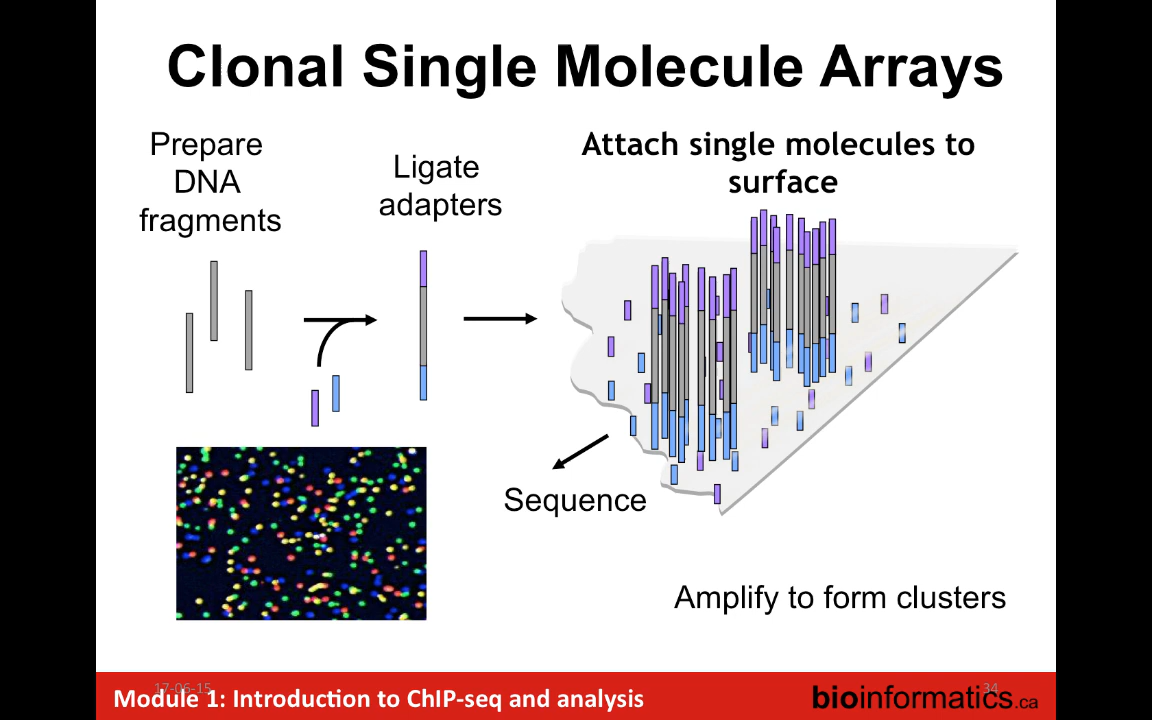 Clonal Single Molecule Arrays
Prepare
DNA
fragments
Ligate
adapters
Attach single molecules to
surface
Sequence
Amplify to form clusters
17-06-15
Module 1: Introduction to ChIP-seq and analysis
34
bioinformatics.ca